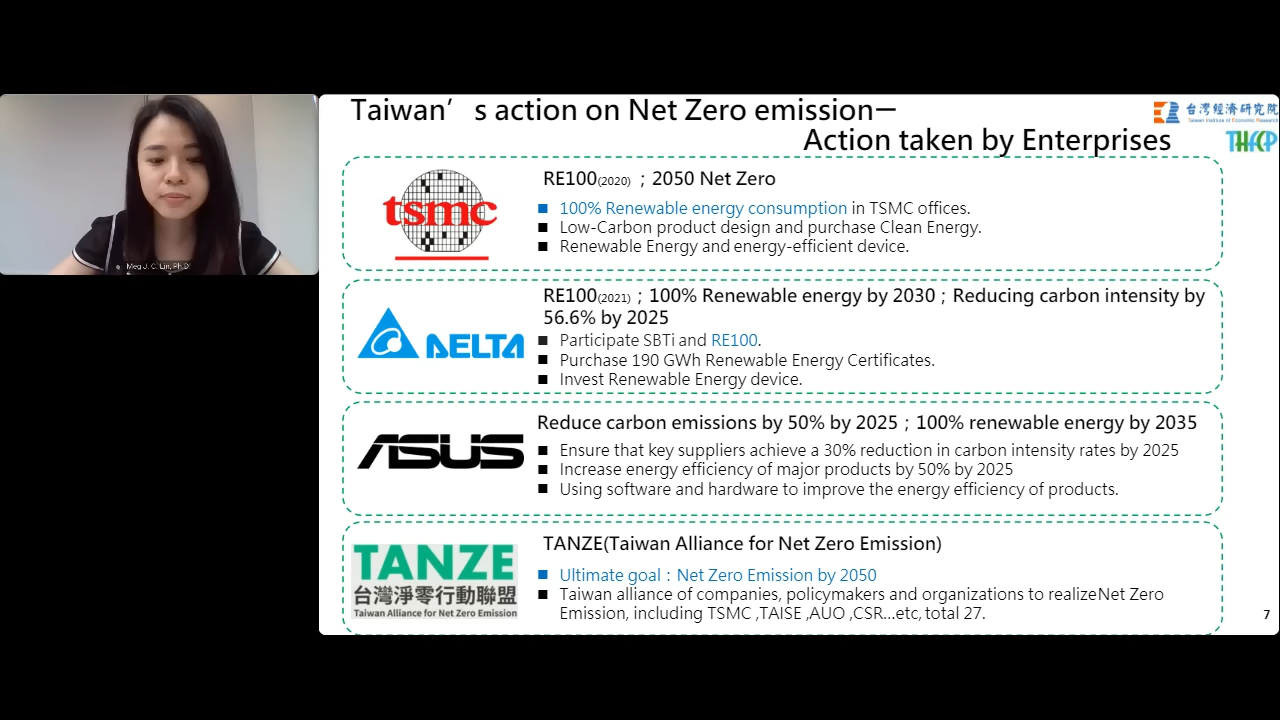 Taiwan’s action on Net Zero emission－
Action taken by Enterprises
台灣經濟研究院
Taiwan Institute of Economic Research
tsmc
RE100(2020) ；2050 Net Zero
■ 100% Renewable energy consumption in TSMC offices.
■ Low-Carbon product design and purchase Clean Energy.
■ Renewable Energy and energy-efficient device.
DELTA
RE100(2021)；100% Renewable energy by 2030；Reducing carbon intensity by
56.6% by 2025
■ Participate SBTi and RE100.
■ Purchase 190 GWh Renewable Energy Certificates.
■ Invest Renewable Energy device.
ASUS
Reduce carbon emissions by 50% by 2025；100% renewable energy by 2035
■ Ensure that key suppliers achieve a 30% reduction in carbon intensity rates by 2025
■ Increase energy efficiency of major products by 50% by 2025
■ Using software and hardware to improve the energy efficiency of products.
TANZE
台灣淨零行動聯盟
Taiwan Alliance for Net Zero Emission
TANZE(Taiwan Alliance for Net Zero Emission)
■ Ultimate goal：Net Zero Emission by 2050
■ Taiwan alliance of companies, policymakers and organizations to realizeNet Zero
Emission, including TSMC ,TAISE ,AUO ,CSR…etc, total 27.
7
Meg J. C. Lin, Ph.D.